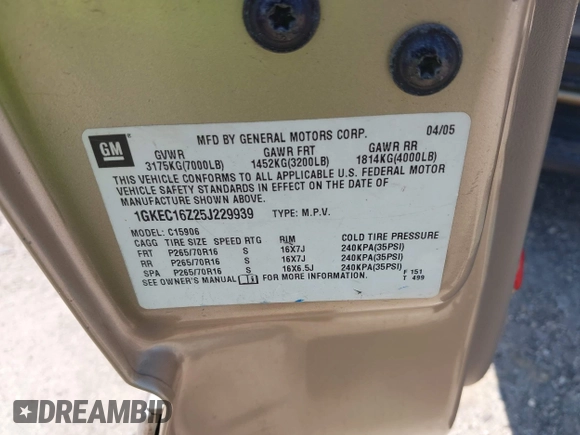 GM
MFD BY GENERAL MOTORS CORP. 04/05
GVWR GAWR FRT GAWR RR
3175KG(7000LB) 1452KG(3200LB) 1814KG(4000LB)
THIS VEHICLE CONFORMS TO ALL APPLICABLE U.S. FEDERAL MOTOR
VEHICLE SAFETY STANDARDS IN EFFECT ON THE DATE OF
MANUFACTURE SHOWN ABOVE.
1GKEC16Z25J229939 TYPE: M.P.V.
MODEL: C15906
CAGG TIRE SIZE SPEED RTG RIM COLD TIRE PRESSURE
FRT P265/70R16 S 16X7J 240KPA(35PSI)
RR P265/70R16 S 16X7J 240KPA(35PSI)
SPA P265/70R16 S 16X6.5J 240KPA(35PSI)
SEE OWNER'S MANUAL FOR MORE INFORMATION.
F 151
T 499
DREAMBID